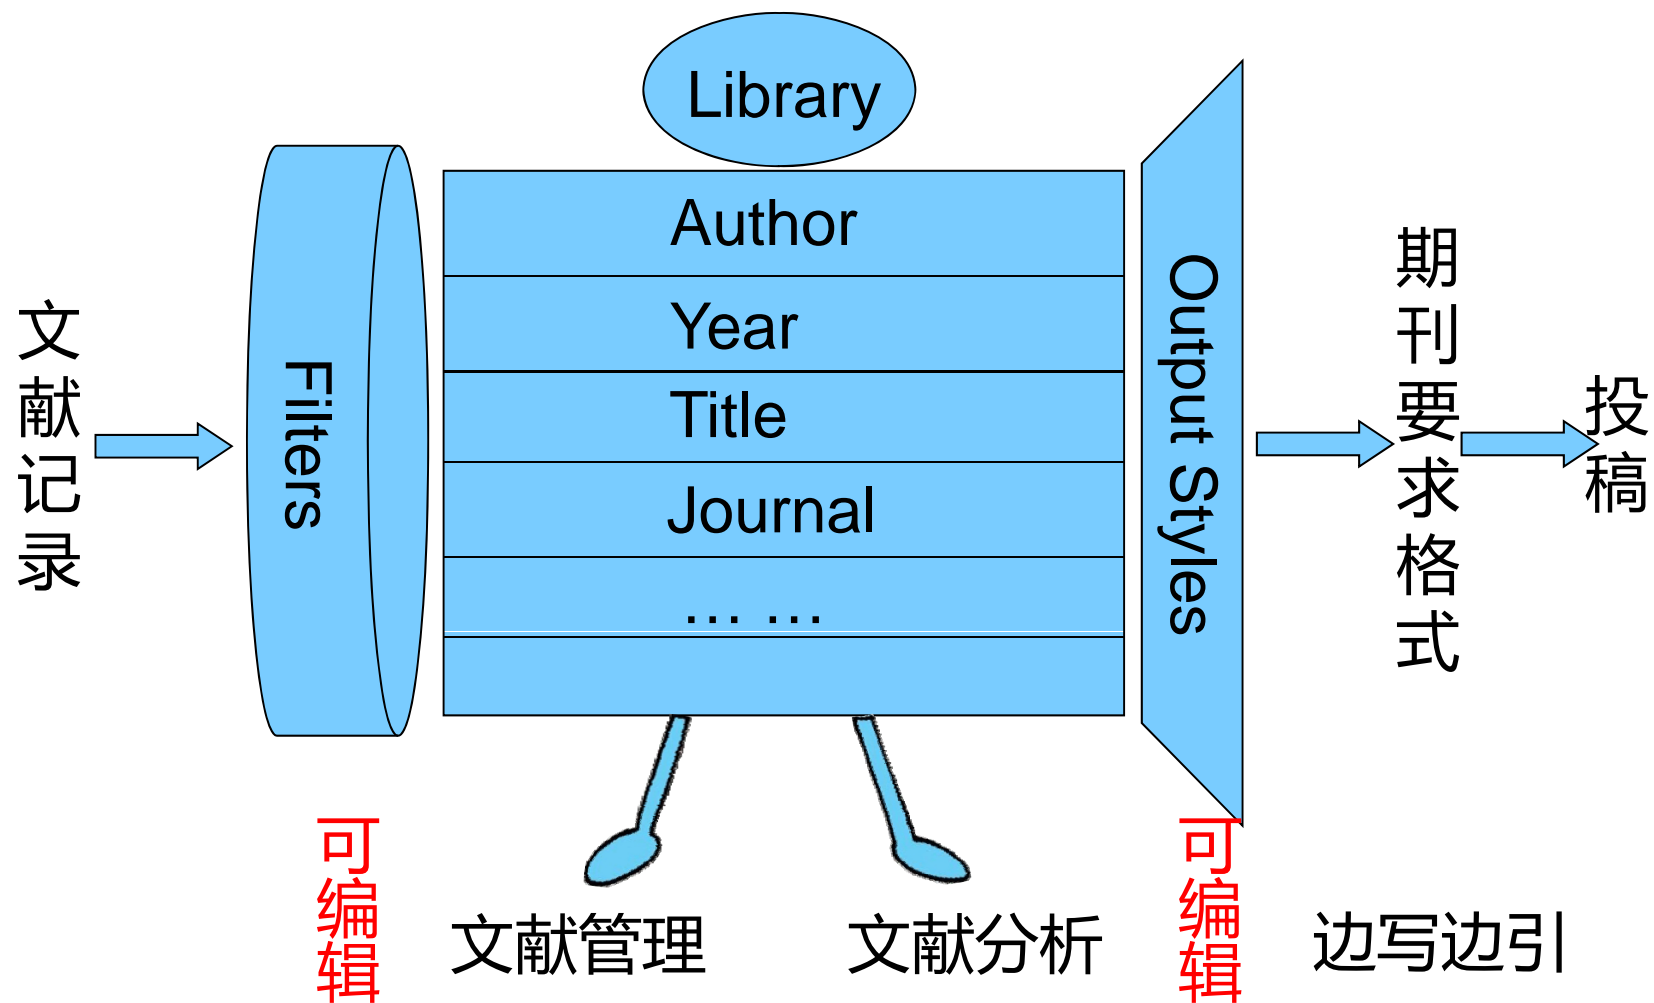 Library
文献记录
Filters
Author
Year
Title
Journal
… …
Output Styles
期刊要求格式
投稿
可编辑
文献管理
文献分析
可编辑
边写边引